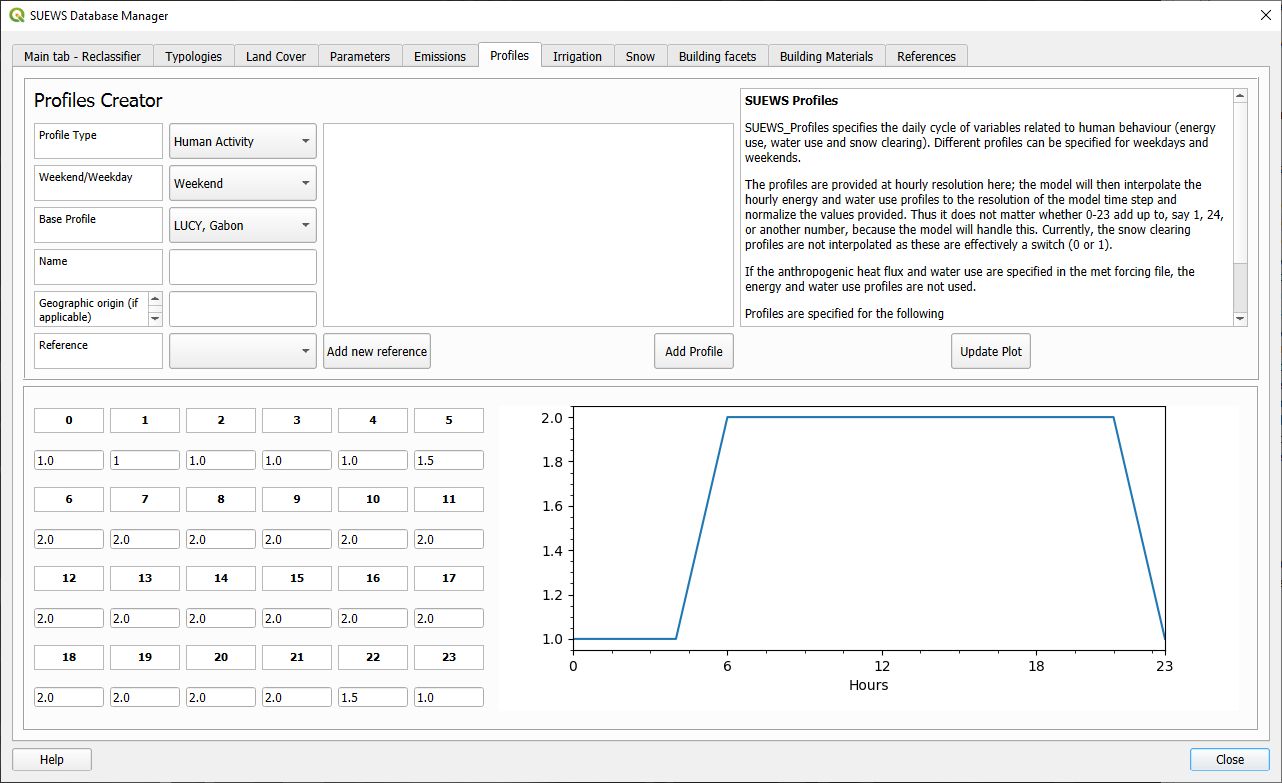 SUEWS Database Manager
Main tab - Reclassifier Typologies Land Cover Parameters Emissions Profiles Irrigation Snow Building facets Building Materials References
Profiles Creator
Profile Type Human Activity
Weekend/Weekday Weekend
Base Profile LUCY, Gabon
Name
Geographic origin (if
applicable)
Reference
Add new reference Add Profile Update Plot
SUEWS Profiles
SUEWS_Profiles specifies the daily cycle of variables related to human behaviour (energy
use, water use and snow clearing). Different profiles can be specified for weekdays and
weekends.
The profiles are provided at hourly resolution here; the model will then interpolate the
hourly energy and water use profiles to the resolution of the model time step and
normalize the values provided. Thus it does not matter whether 0-23 add up to, say 1, 24,
or another number, because the model will handle this. Currently, the snow clearing
profiles are not interpolated as these are effectively a switch (0 or 1).
If the anthropogenic heat flux and water use are specified in the met forcing file, the
energy and water use profiles are not used.
Profiles are specified for the following
0 1 2 3 4 5
1.0 1 1.0 1.0 1.0 1.5
6 7 8 9 10 11
2.0 2.0 2.0 2.0 2.0 2.0
12 13 14 15 16 17
2.0 2.0 2.0 2.0 2.0 2.0
18 19 20 21 22 23
2.0 2.0 2.0 2.0 1.5 1.0
2.0
1.8
1.6
1.4
1.2
1.0
0 6 12 18 23
Hours
Help Close